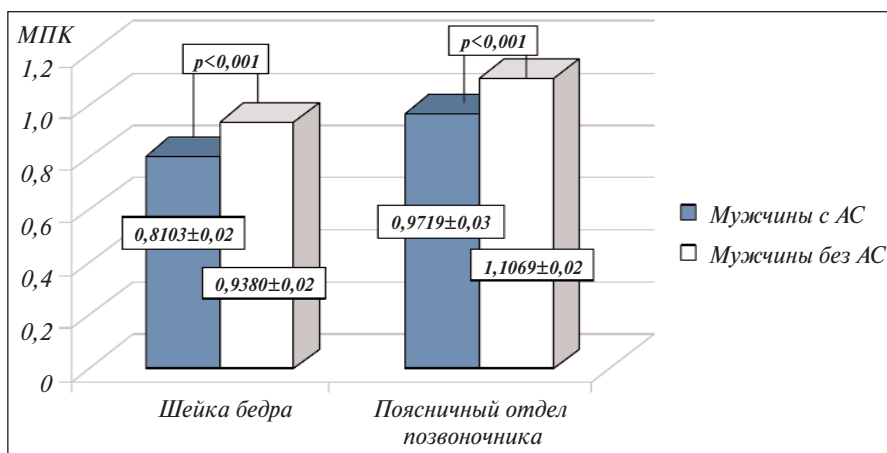 МПК
p<0,001
p<0,001
1,2
1,0
0,8
0,6
0,4
0,2
0
0,8103±0,02
0,9380±0,02
0,9719±0,03
1,1069±0,02
Мужчины с АС
Мужчины без АС
Шейка бедра
Поясничный отдел
позвоночника